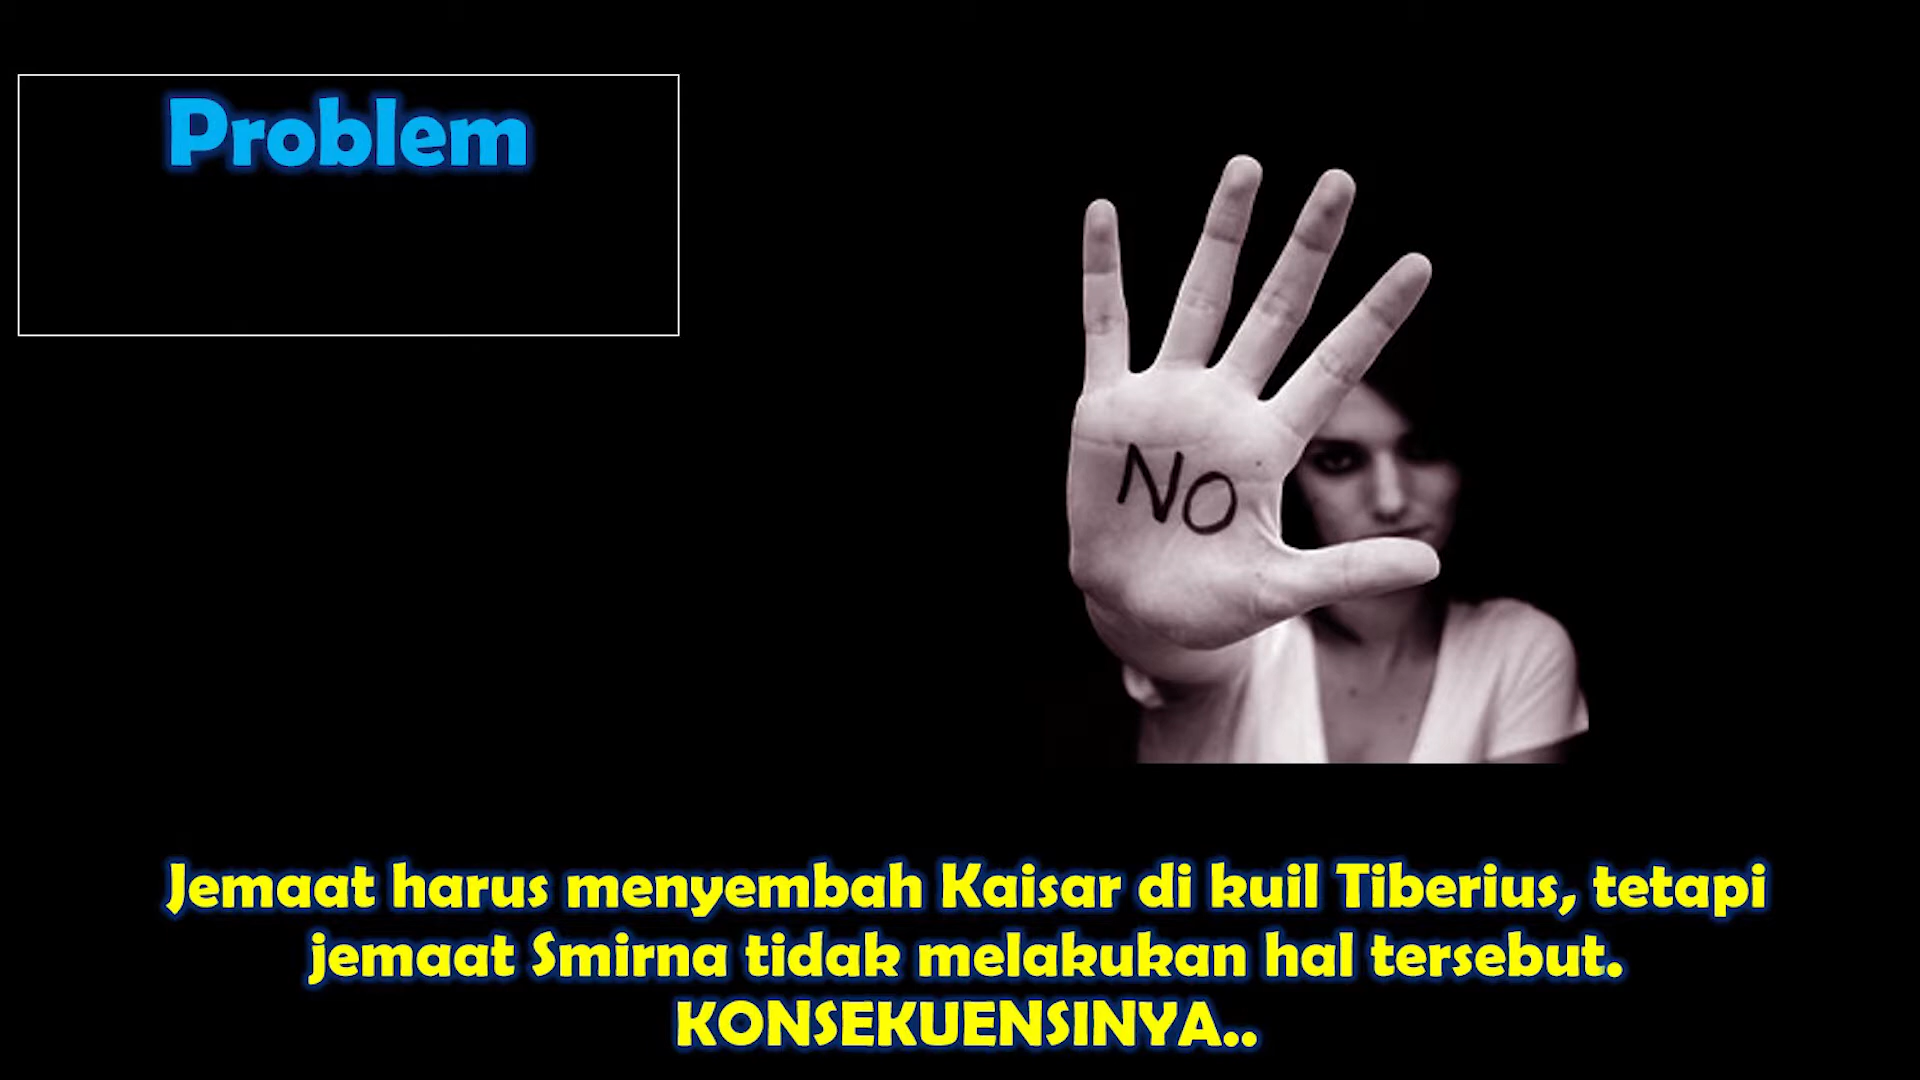 Problem
NO
Jemaat harus menyembah Kaisar di kuil Tiberius, tetapi
jemaat Smirna tidak melakukan hal tersebut.
KONSEKUENSINYA..